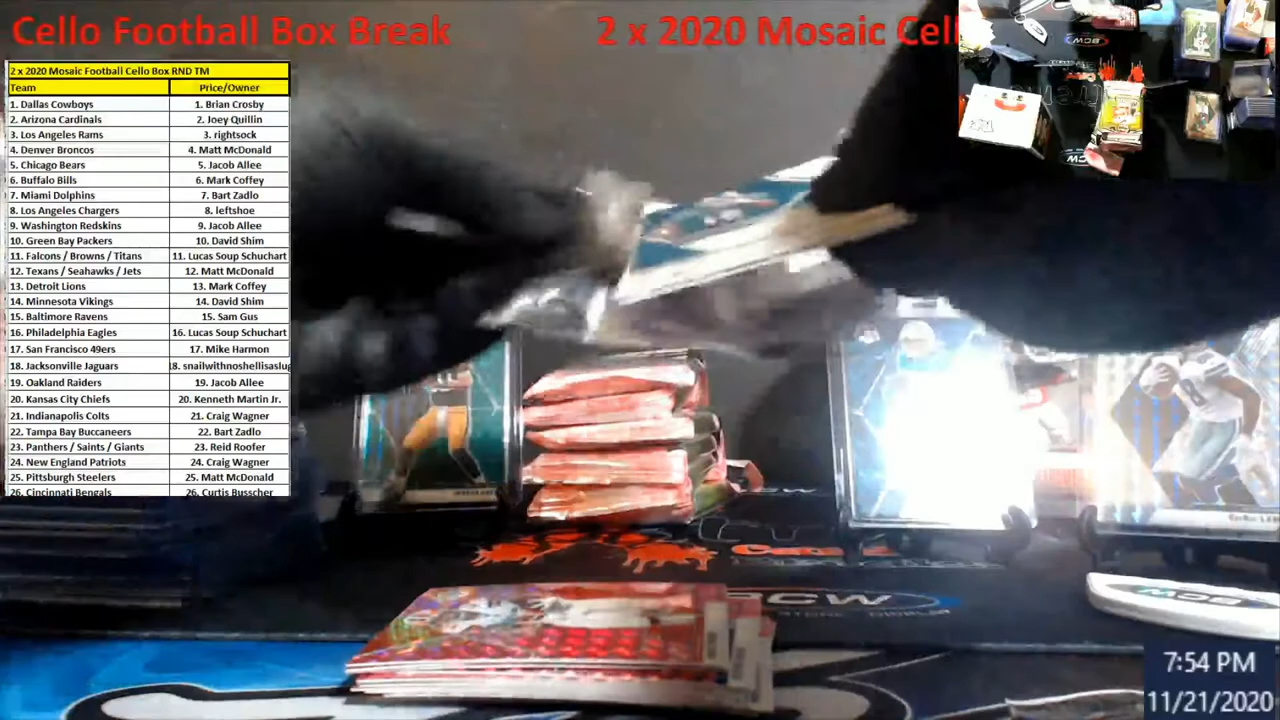 Cello Football Box Break
2 x 2020 Mosaic Cell
2 x 2020 Mosaic Football Cello Box RND TM
Team Price/Owner
1. Dallas Cowboys 1. Brian Crosby
2. Arizona Cardinals 2. Joey Quillin
3. Los Angeles Rams 3. rightsock
4. Denver Broncos 4. Matt McDonald
5. Chicago Bears 5. Jacob Allee
6. Buffalo Bills 6. Mark Coffey
7. Miami Dolphins 7. Bart Zadlo
8. Los Angeles Chargers 8. leftshoe
9. Washington Redskins 9. Jacob Allee
10. Green Bay Packers 10. David Shim
11. Falcons / Browns / Titans 11. Lucas Soup Schuchart
12. Texans / Seahawks / Jets 12. Matt McDonald
13. Detroit Lions 13. Mark Coffey
14. Minnesota Vikings 14. David Shim
15. Baltimore Ravens 15. Sam Gus
16. Philadelphia Eagles 16. Lucas Soup Schuchart
17. San Francisco 49ers 17. Mike Harmon
18. Jacksonville Jaguars 18. snailwithnoshellisaslug
19. Oakland Raiders 19. Jacob Allee
20. Kansas City Chiefs 20. Kenneth Martin Jr.
21. Indianapolis Colts 21. Craig Wagner
22. Tampa Bay Buccaneers 22. Bart Zadlo
23. Panthers / Saints / Giants 23. Reid Roofer
24. New England Patriots 24. Craig Wagner
25. Pittsburgh Steelers 25. Matt McDonald
26. Cincinnati Bengals 26. Curtis Busscher
BCW
BCW
7:54 PM
11/21/2020